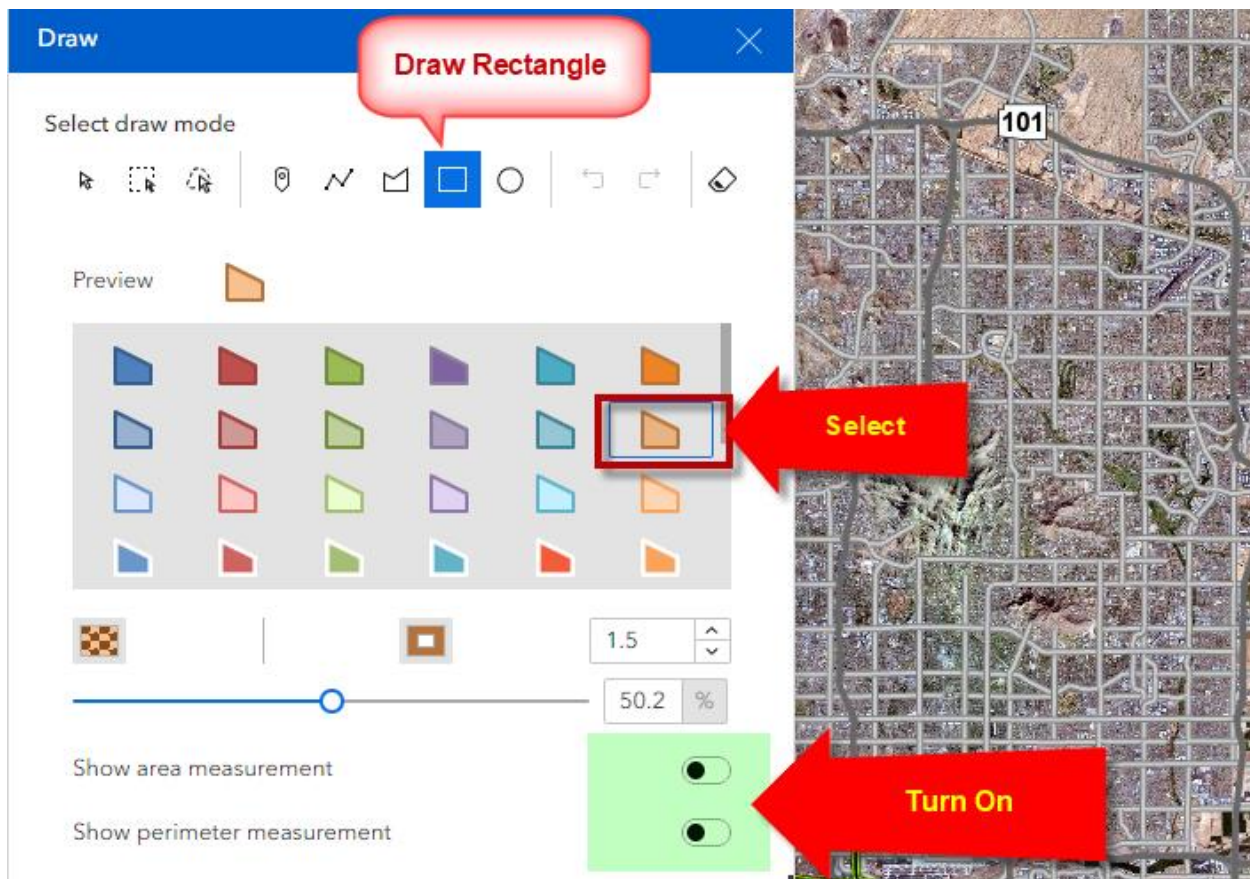 Draw
Draw Rectangle
Select draw mode
101
Preview
Select
1.5
50.2 %
Show area measurement
Turn On
Show perimeter measurement